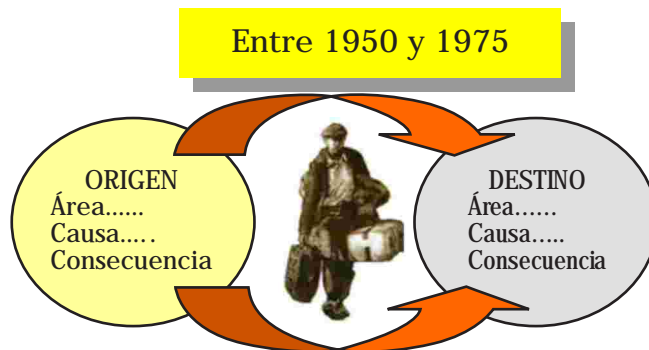 Entre 1950 y 1975
ORIGEN
Área......
Causa.....
Consecuencia
DESTINO
Área......
Causa.....
Consecuencia